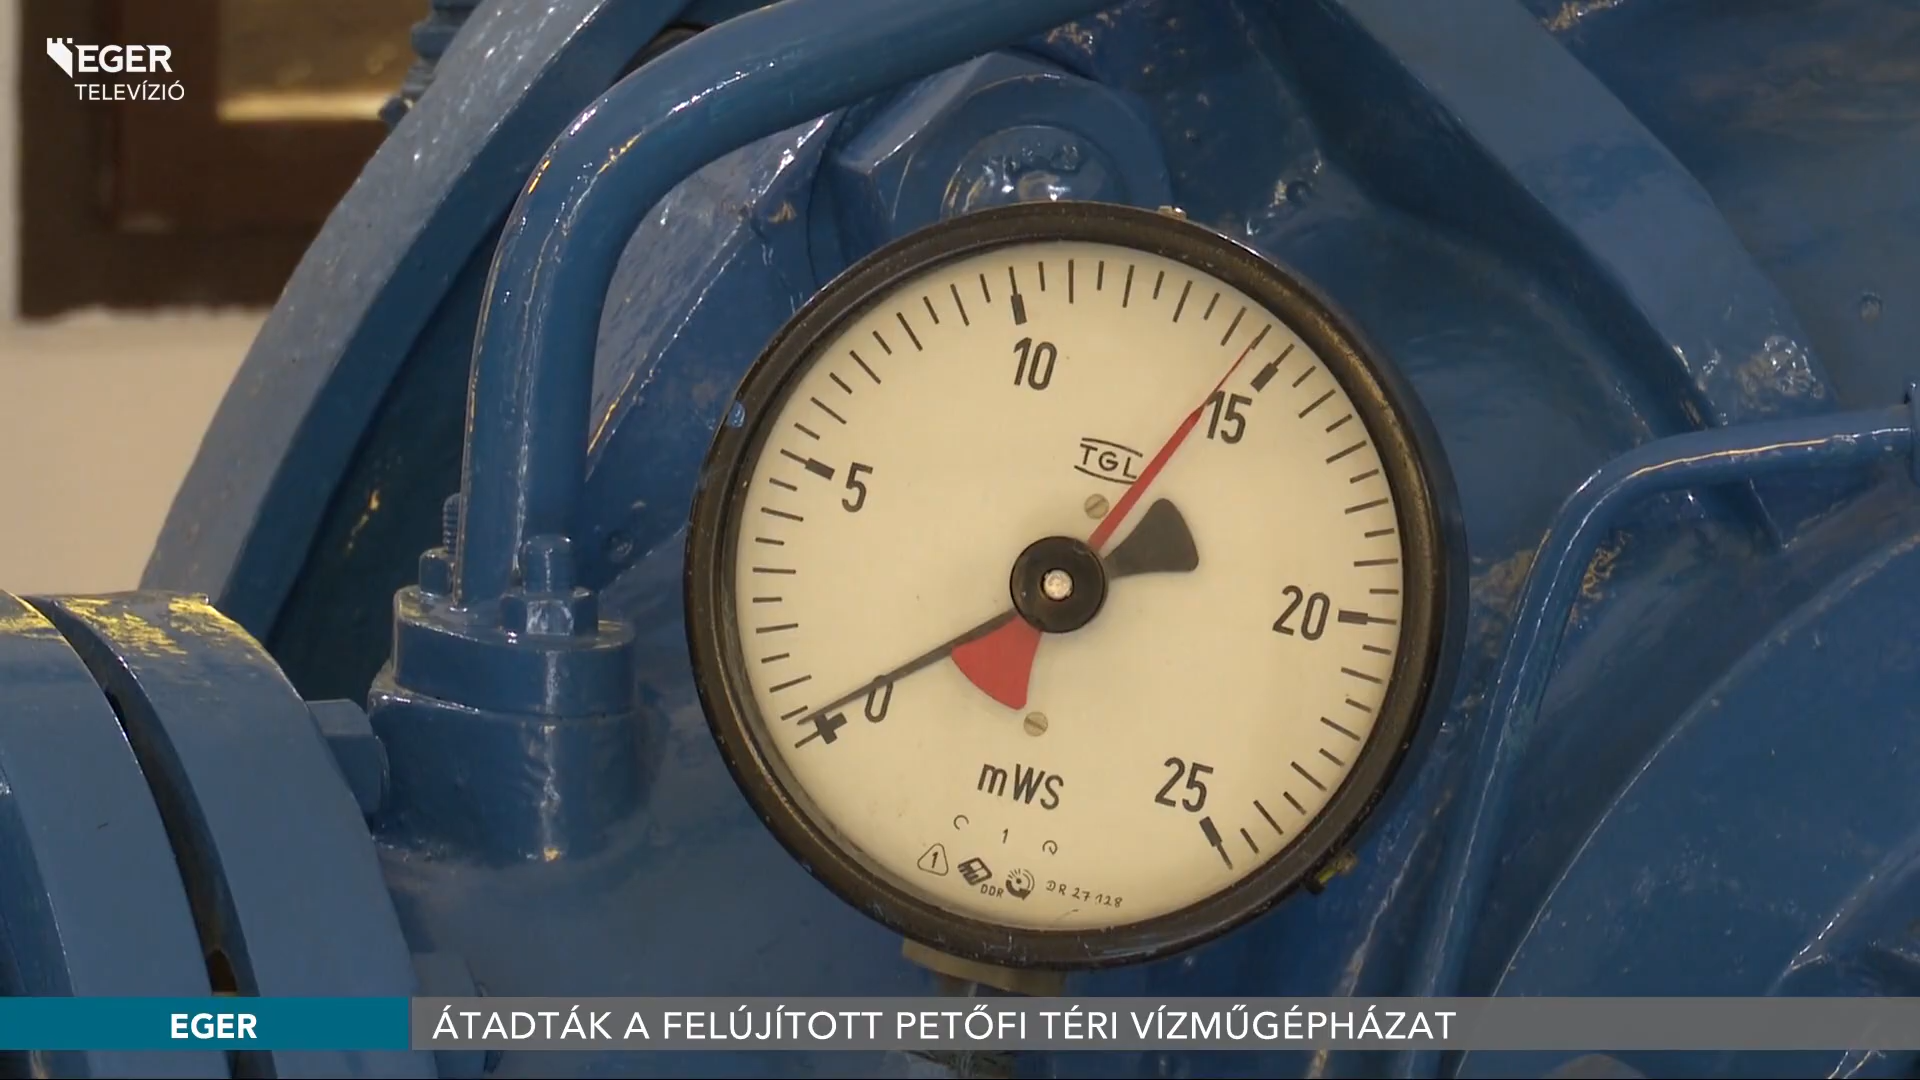 EGER
TELEVÍZIÓ
10
15
TGL
5
20
0
25
mWS
1
1
DDR
DR 27 128
EGER
ÁTADTÁK A FELÚJÍTOTT PETŐFI TÉRI VÍZMŰGÉPHÁZAT